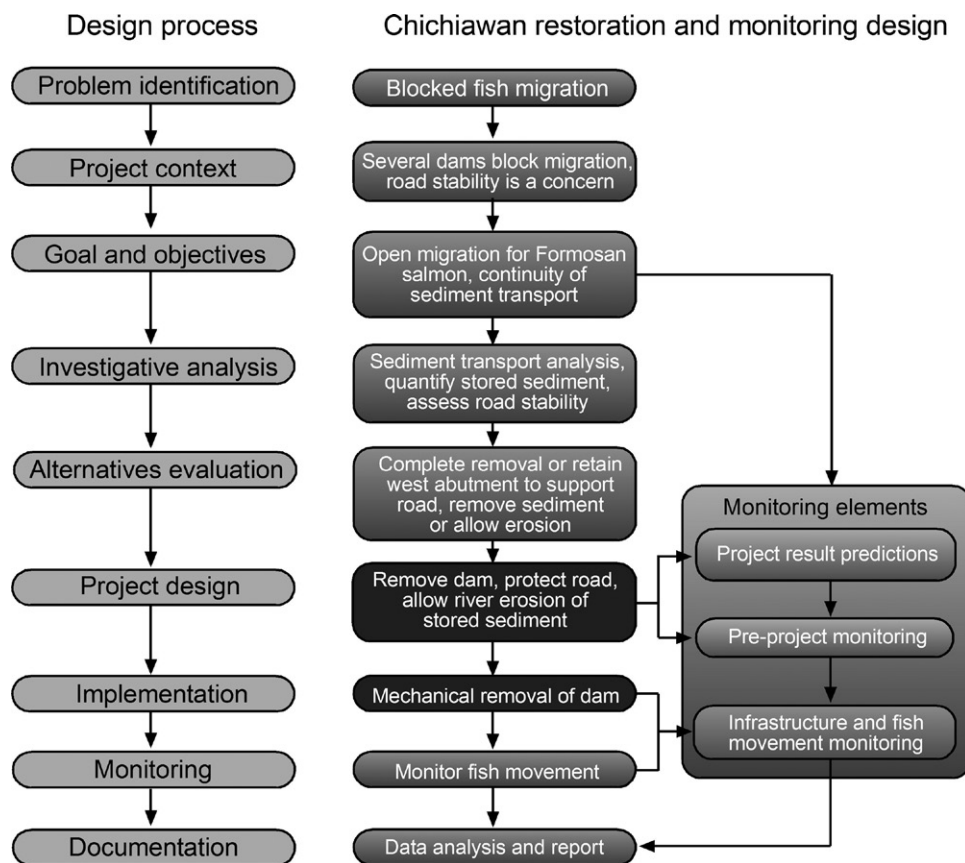 Design process
Chichiawan restoration and monitoring design
Problem identification
Project context
Goal and objectives
Investigative analysis
Alternatives evaluation
Project design
Implementation
Monitoring
Documentation
Blocked fish migration
Several dams block migration,
road stability is a concern
Open migration for Formosan
salmon, continuity of
sediment transport
Sediment transport analysis,
quantify stored sediment,
assess road stability
Complete removal or retain
west abutment to support
road, remove sediment
or allow erosion
Remove dam, protect road,
allow river erosion of
stored sediment
Mechanical removal of dam
Monitor fish movement
Data analysis and report
Monitoring elements
Project result predictions
Pre-project monitoring
Infrastructure and fish
movement monitoring